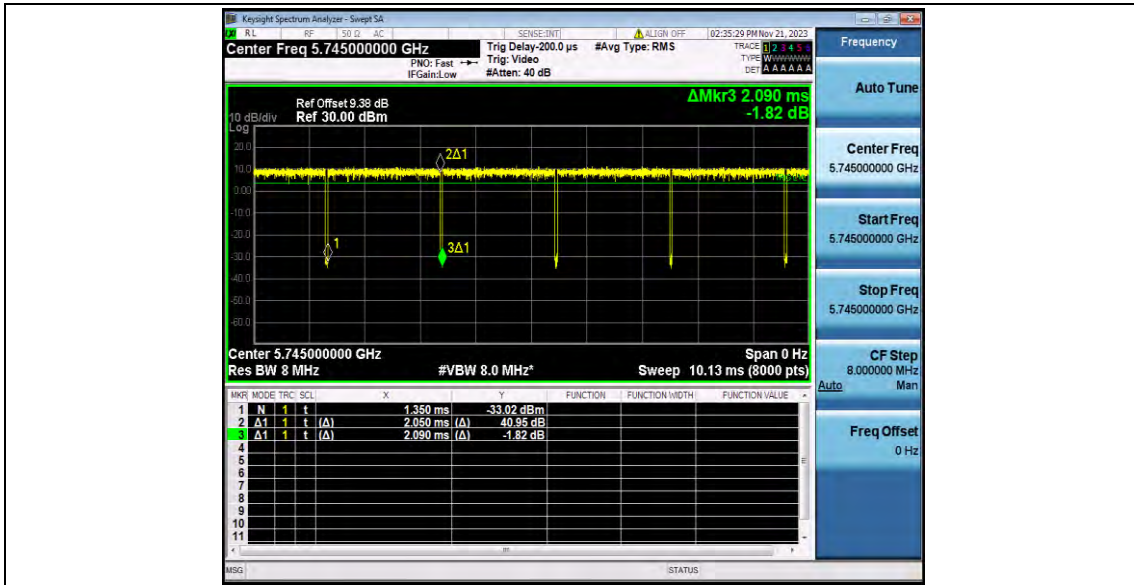 Keysight Spectrum Analyzer - Swept SA
RL RF 50 Ω AC SENSE:INT ALIGN OFF 02:35:29 PM Nov 21, 2023
Center Freq 5.745000000 GHz
Trig Delay-200.0 µs #Avg Type: RMS
TRACE 1 2 3 4 5 6
PNO: Fast
Trig: Video
TYPE
IFGain:Low
#Atten: 40 dB
DET A A A A A A
Frequency
Auto Tune
Center Freq
5.745000000 GHz
Start Freq
5.745000000 GHz
Stop Freq
5.745000000 GHz
CF Step
8.000000 MHz
Auto Man
Freq Offset
0 Hz
ΔMkr3 2.090 ms
-1.82 dB
Ref Offset 9.38 dB
10 dB/div Ref 30.00 dBm
Log
20.0
10.0
0.00
-10.0
-20.0
-30.0
-40.0
-50.0
-60.0
2Δ1
1
3Δ1
Center 5.745000000 GHz Span 0 Hz
Res BW 8 MHz #VBW 8.0 MHz* Sweep 10.13 ms (8000 pts)
MKR MODE TRC SCL X Y FUNCTION FUNCTION WIDTH FUNCTION VALUE
1 N 1 t 1.350 ms -33.02 dBm
2 Δ1 1 t (Δ) 2.050 ms (Δ) 40.95 dB
3 Δ1 1 t (Δ) 2.090 ms (Δ) -1.82 dB
4
5
6
7
8
9
10
11
MSG STATUS